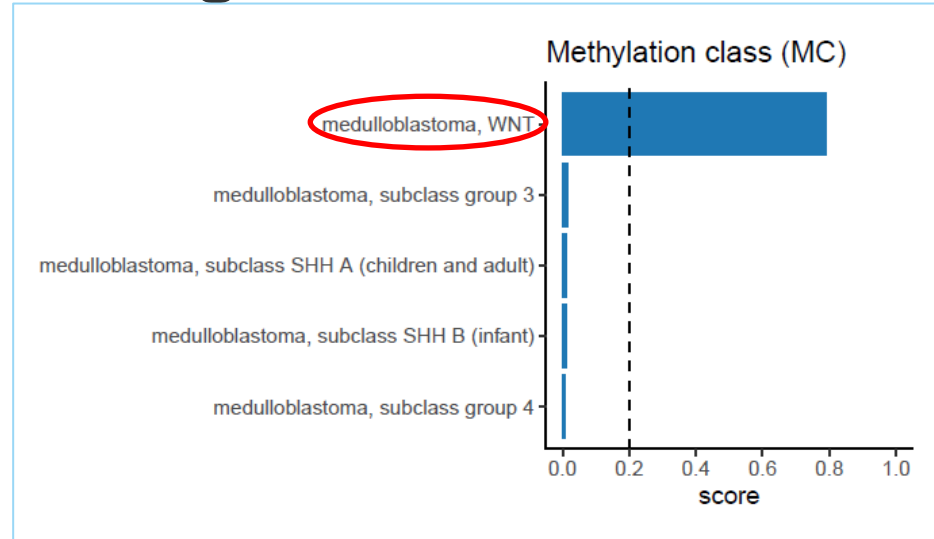 Methylation class (MC)
medulloblastoma, WNT
medulloblastoma, subclass group 3
medulloblastoma, subclass SHH A (children and adult)
medulloblastoma, subclass SHH B (infant)
medulloblastoma, subclass group 4
0.0 0.2 0.4 0.6 0.8 1.0
score